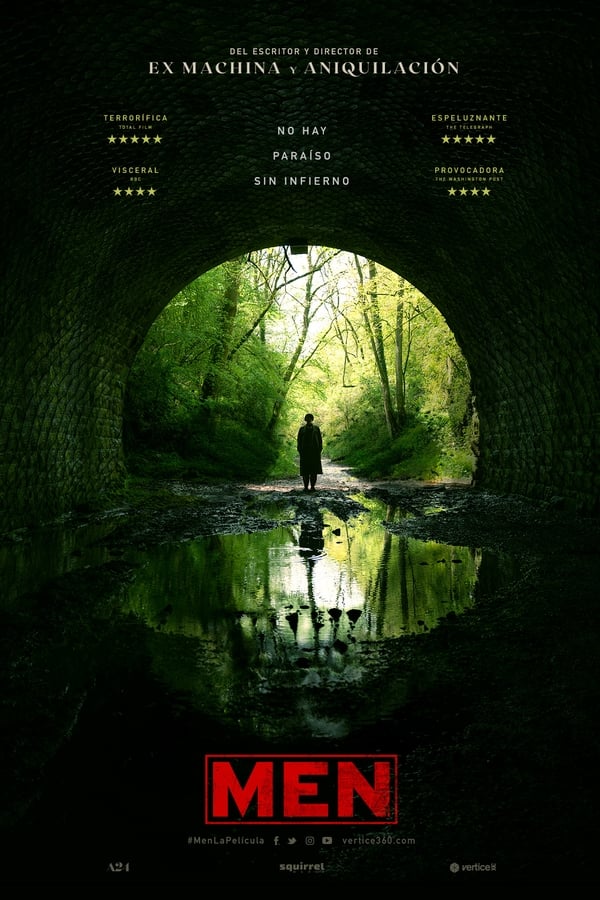 DEL ESCRITOR Y DIRECTOR DE
EX MACHINA Y ANIQUILACIÓN
TERRORÍFICA
TOTAL FILM
ESPELUZNANTE
THE TELEGRAPH
VISCERAL
BBC
PROVOCADORA
THE WASHINGTON POST
NO HAY
PARAÍSO
SIN INFIERNO
MEN
#MenLaPelícula
vertice360.com
A24
squirrel
vertice